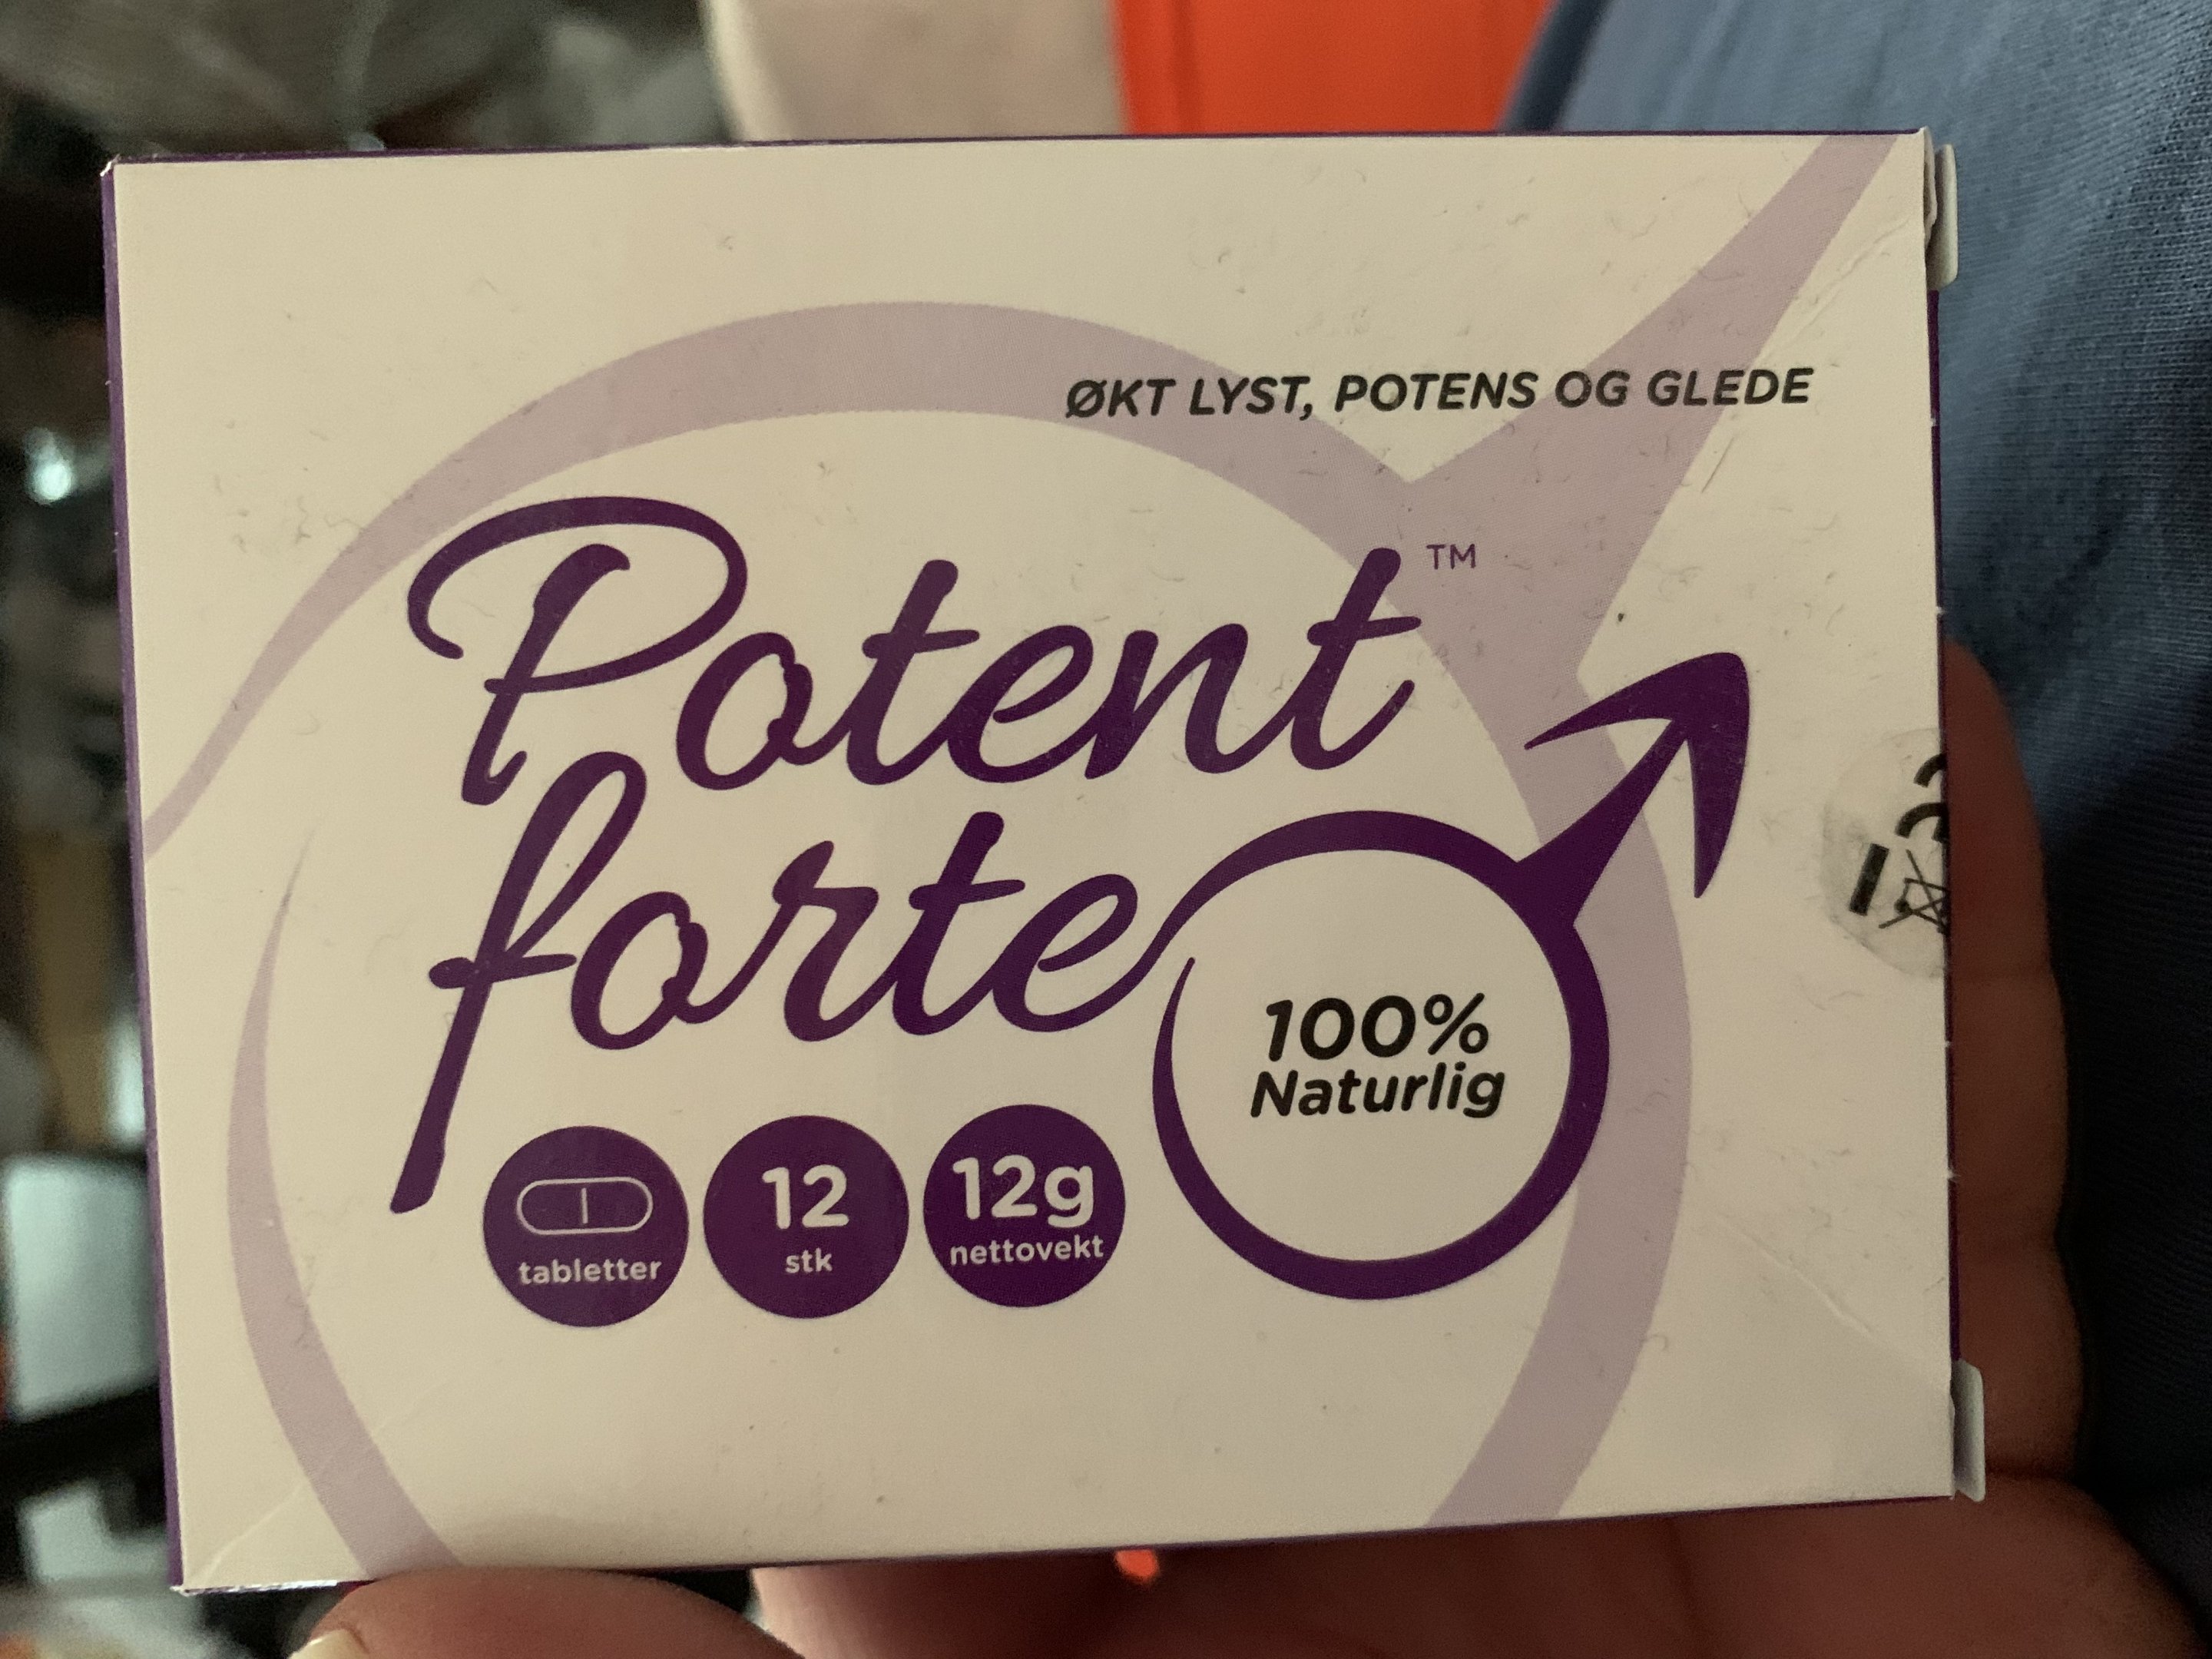 ØKT LYST, POTENS OG GLEDE
Potent™
forte
100%
Naturlig
tabletter
12
stk
12g
nettovekt